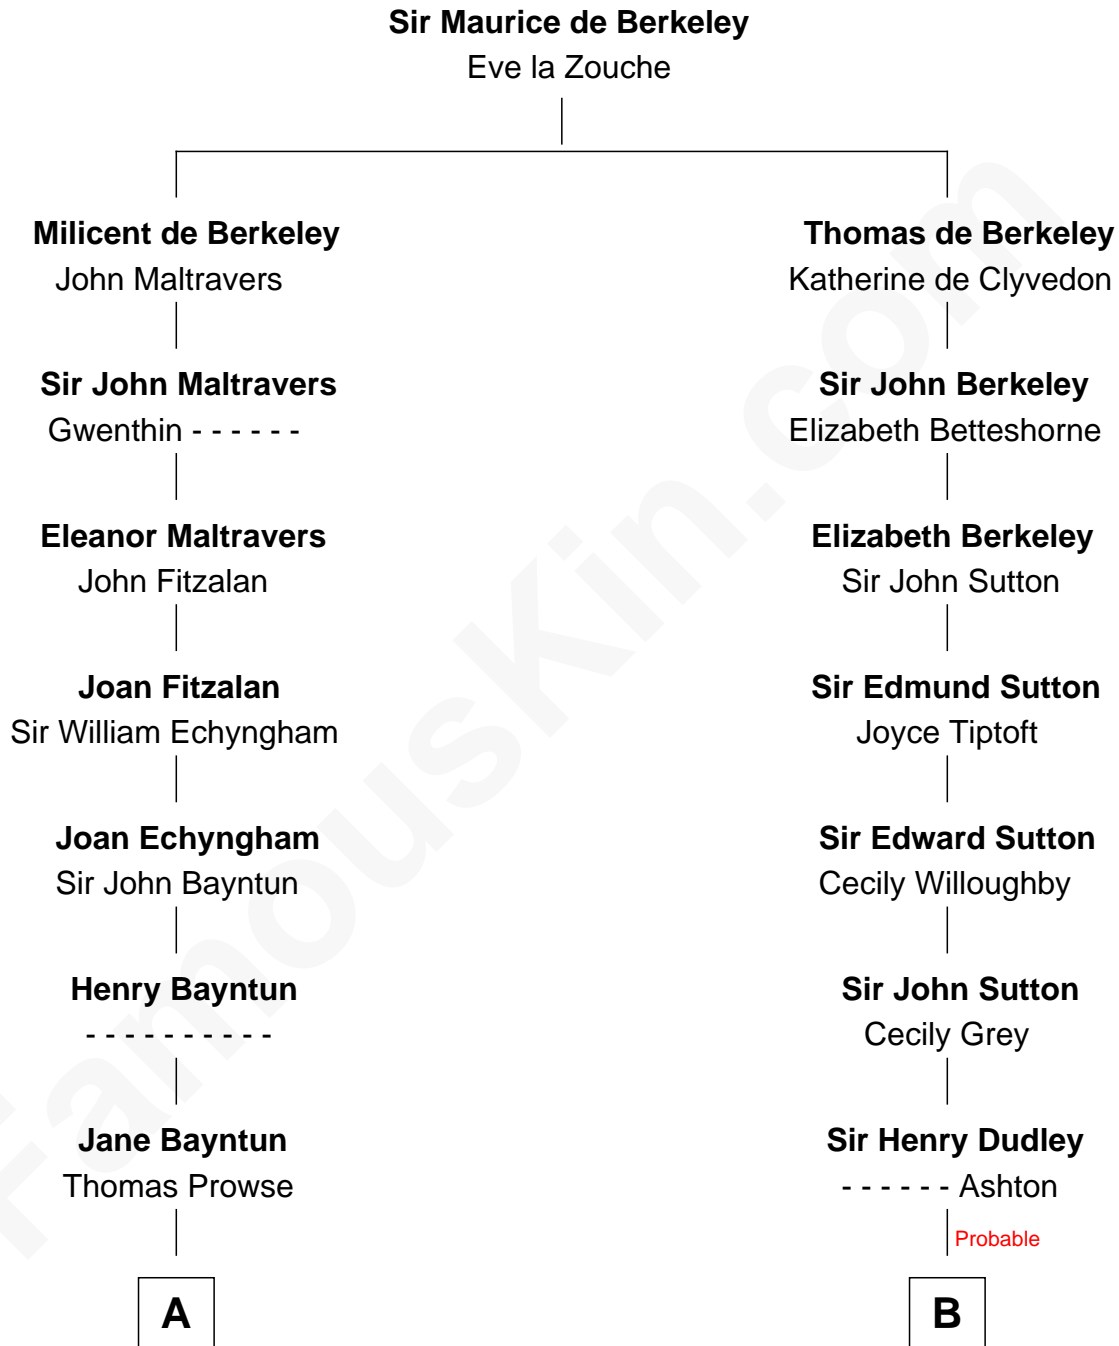 Sir Maurice de Berkeley
Eve la Zouche
Milicent de Berkeley
John Maltravers
Thomas de Berkeley
Katherine de Clyvedon
Sir John Maltravers
Gwenthin - - - - - -
Sir John Berkeley
Elizabeth Betteshorne
Eleanor Maltravers
John Fitzalan
Elizabeth Berkeley
Sir John Sutton
Joan Fitzalan
Sir William Echyngham
Sir Edmund Sutton
Joyce Tiptoft
Joan Echyngham
Sir John Bayntun
Sir Edward Sutton
Cecily Willoughby
Henry Bayntun
- - - - - - - - - -
Sir John Sutton
Cecily Grey
Jane Bayntun
Thomas Prowse
Sir Henry Dudley
- - - - - - Ashton
Probable
A
B
FamousKin.com